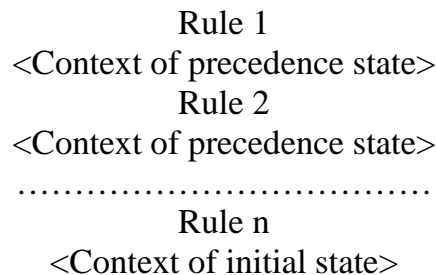 Rule 1
<Context of precedence state>
Rule 2
<Context of precedence state>
………………………………
Rule n
<Context of initial state>